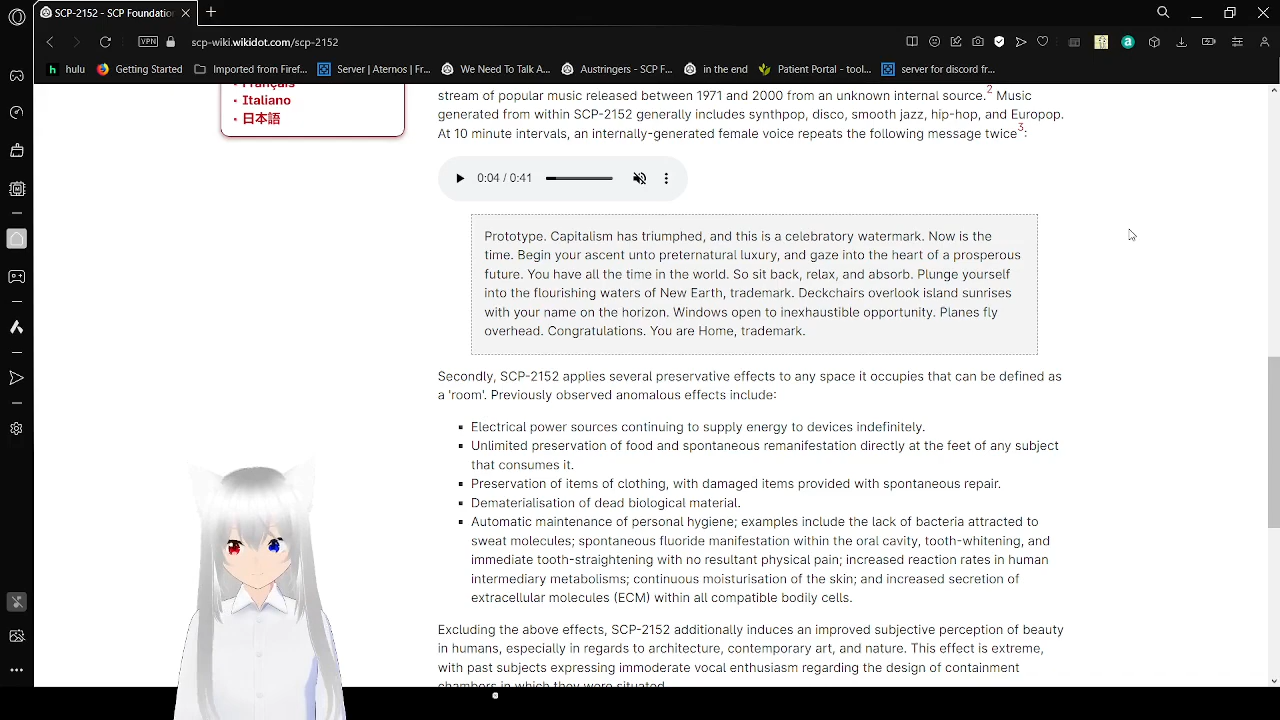 SCP-2152 - SCP Foundatio
VPN
scp-wiki.wikidot.com/scp-2152
hulu
Getting Started
Imported from Firef...
Server | Aternos | Fr...
We Need To Talk A...
Austringers - SCP F...
in the end
Patient Portal - tool...
server for discord fr...
Français
Italiano
日本語
stream of popular music released between 1971 and 2000 from an unknown internal source.2 Music
generated from within SCP-2152 generally includes synthpop, disco, smooth jazz, hip-hop, and Europop.
At 10 minute intervals, an internally-generated female voice repeats the following message twice3:
0:04 / 0:41
Prototype. Capitalism has triumphed, and this is a celebratory watermark. Now is the
time. Begin your ascent unto preternatural luxury, and gaze into the heart of a prosperous
future. You have all the time in the world. So sit back, relax, and absorb. Plunge yourself
into the flourishing waters of New Earth, trademark. Deckchairs overlook island sunrises
with your name on the horizon. Windows open to inexhaustible opportunity. Planes fly
overhead. Congratulations. You are Home, trademark.
Secondly, SCP-2152 applies several preservative effects to any space it occupies that can be defined as
a 'room'. Previously observed anomalous effects include:
Electrical power sources continuing to supply energy to devices indefinitely.
Unlimited preservation of food and spontaneous remanifestation directly at the feet of any subject
that consumes it.
Preservation of items of clothing, with damaged items provided with spontaneous repair.
Dematerialisation of dead biological material.
Automatic maintenance of personal hygiene; examples include the lack of bacteria attracted to
sweat molecules; spontaneous fluoride manifestation within the oral cavity, tooth-whitening, and
immediate tooth-straightening with no resultant physical pain; increased reaction rates in human
intermediary metabolisms; continuous moisturisation of the skin; and increased secretion of
extracellular molecules (ECM) within all compatible bodily cells.
Excluding the above effects, SCP-2152 additionally induces an improved subjective perception of beauty
in humans, especially in regards to architecture, contemporary art, and nature. This effect is extreme,
with past subjects expressing immoderate verbal enthusiasm regarding the design of containment
chambers in which they were situated.